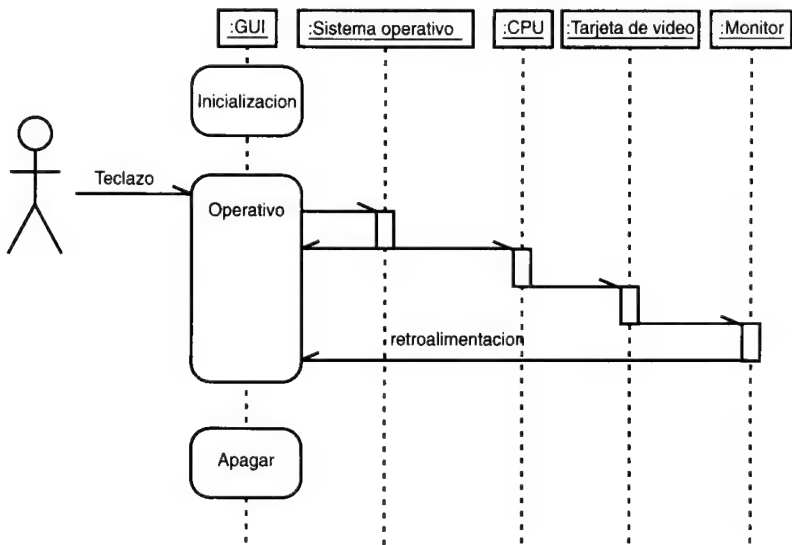 :GUI
:Sistema operativo
:CPU
:Tarjeta de video
:Monitor
Inicializacion
Teclazo
Operativo
retroalimentacion
Apagar